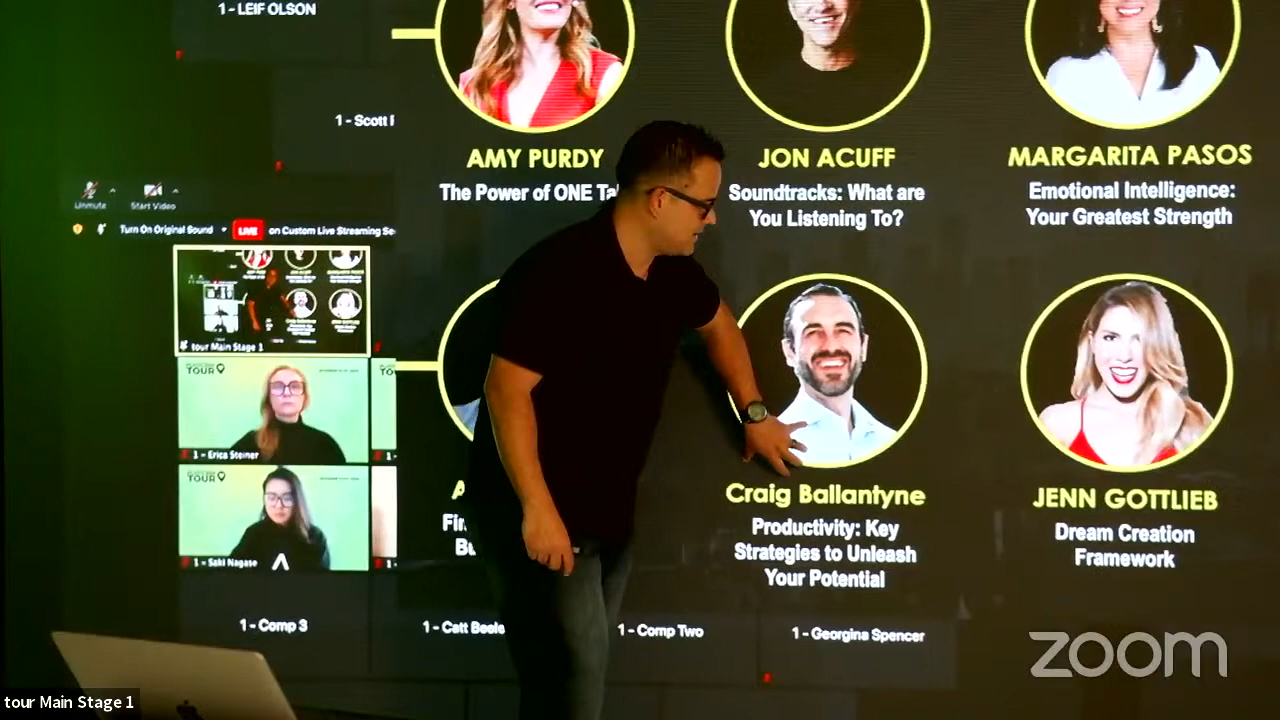 1 - LEIF OLSON
1 - Scott
AMY PURDY
The Power of ONE
JON ACUFF
Soundtracks: What are
You Listening To?
MARGARITA PASOS
Emotional Intelligence:
Your Greatest Strength
Unmute
Start Video
Turn On Original Sound
LIVE
on Custom Live Streaming
tour Main Stage 1
TOUR
1 - Erica Steiner
TOUR
1 - Saki Nagase
Craig Ballantyne
Productivity: Key
Strategies to Unleash
Your Potential
JENN GOTTLIEB
Dream Creation
Framework
1 - Comp 3
1 - Catt
1 - Comp Two
1 - Georgina Spencer
zoom
tour Main Stage 1